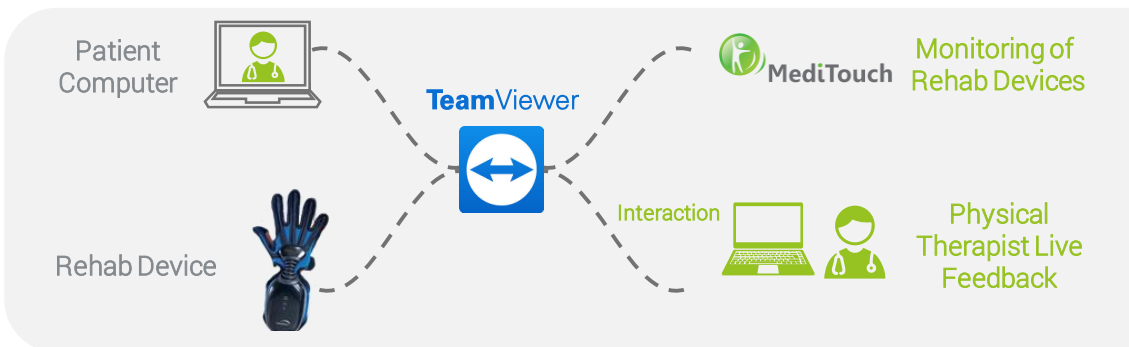 Patient
Computer
TeamViewer
MediTouch
Monitoring of
Rehab Devices
Rehab Device
Interaction
Physical
Therapist Live
Feedback